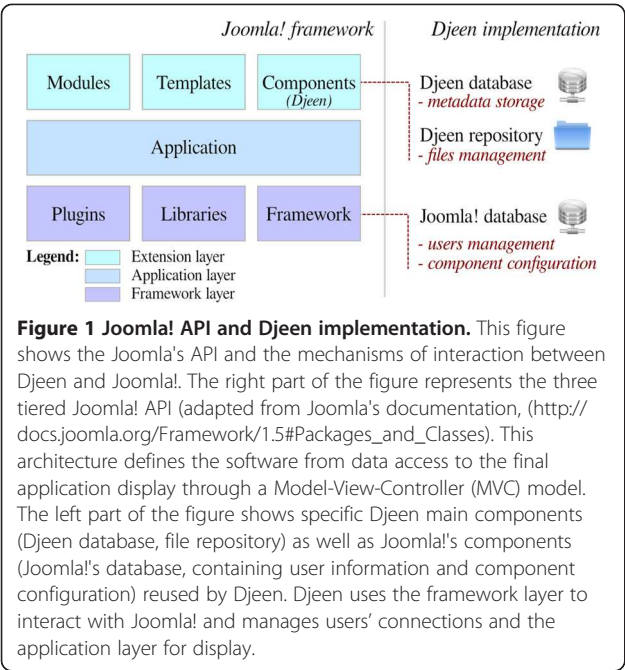 Joomla! framework
Djeen implementation
Modules
Templates
Components
(Djeen)
Djeen database
- metadata storage
Djeen repository
- files management
Application
Plugins
Libraries
Framework
Joomla! database
- users management
- component configuration
Legend:
Extension layer
Application layer
Framework layer
Figure 1 Joomla! API and Djeen implementation. This figure
shows the Joomla's API and the mechanisms of interaction between
Djeen and Joomla!. The right part of the figure represents the three
tiered Joomla! API (adapted from Joomla's documentation, (http://
docs.joomla.org/Framework/1.5#Packages_and_Classes). This
architecture defines the software from data access to the final
application display through a Model-View-Controller (MVC) model.
The left part of the figure shows specific Djeen main components
(Djeen database, file repository) as well as Joomla!'s components
(Joomla!'s database, containing user information and component
configuration) reused by Djeen. Djeen uses the framework layer to
interact with Joomla! and manages users’ connections and the
application layer for display.